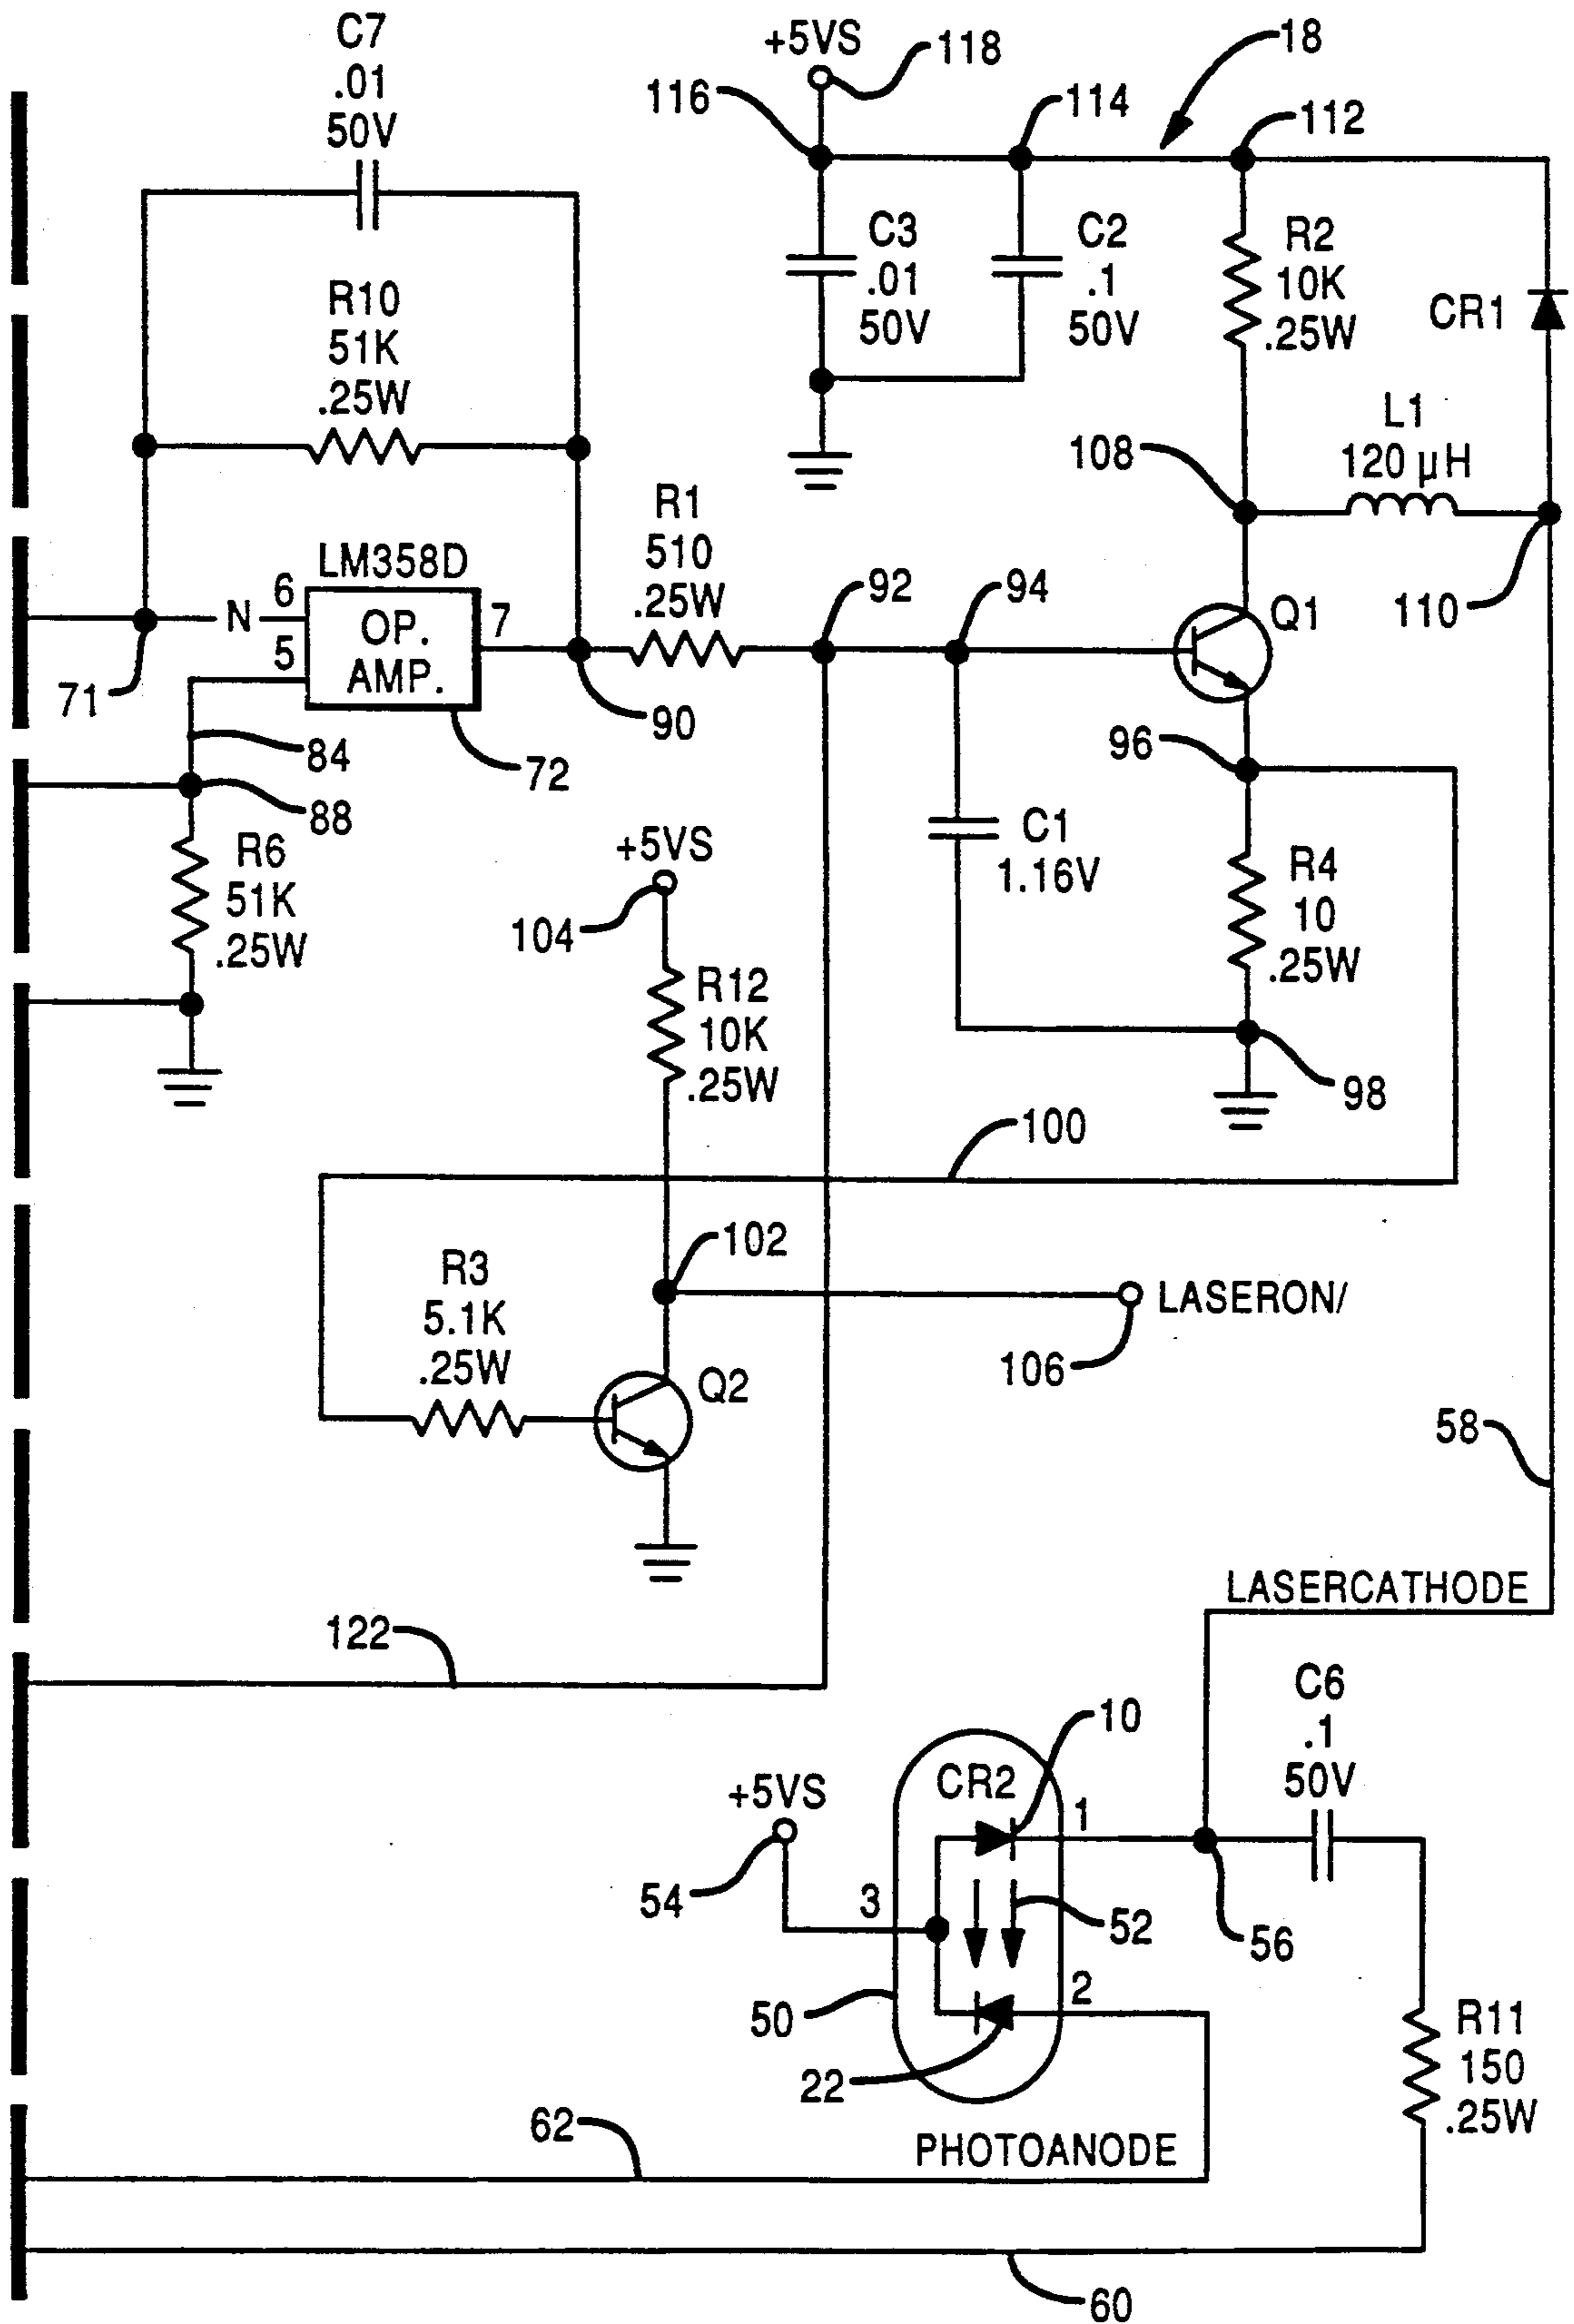 C7
.01
50V
+5VS
118
18
116
114
112
C3
.01
50V
C2
.1
50V
R2
10K
.25W
CR1
R10
51K
.25W
L1
120 µH
108
R1
510
.25W
LM358D
6
N
5
OP.
AMP.
7
92
94
Q1
110
71
84
72
90
96
88
R6
51K
.25W
+5VS
104
C1
1.16V
R4
10
.25W
R12
10K
.25W
98
100
102
R3
5.1K
.25W
LASERON/
106
Q2
58
LASERCATHODE
122
C6
.1
50V
10
CR2
1
+5VS
54
3
52
56
2
50
22
R11
150
.25W
62
PHOTOANODE
60